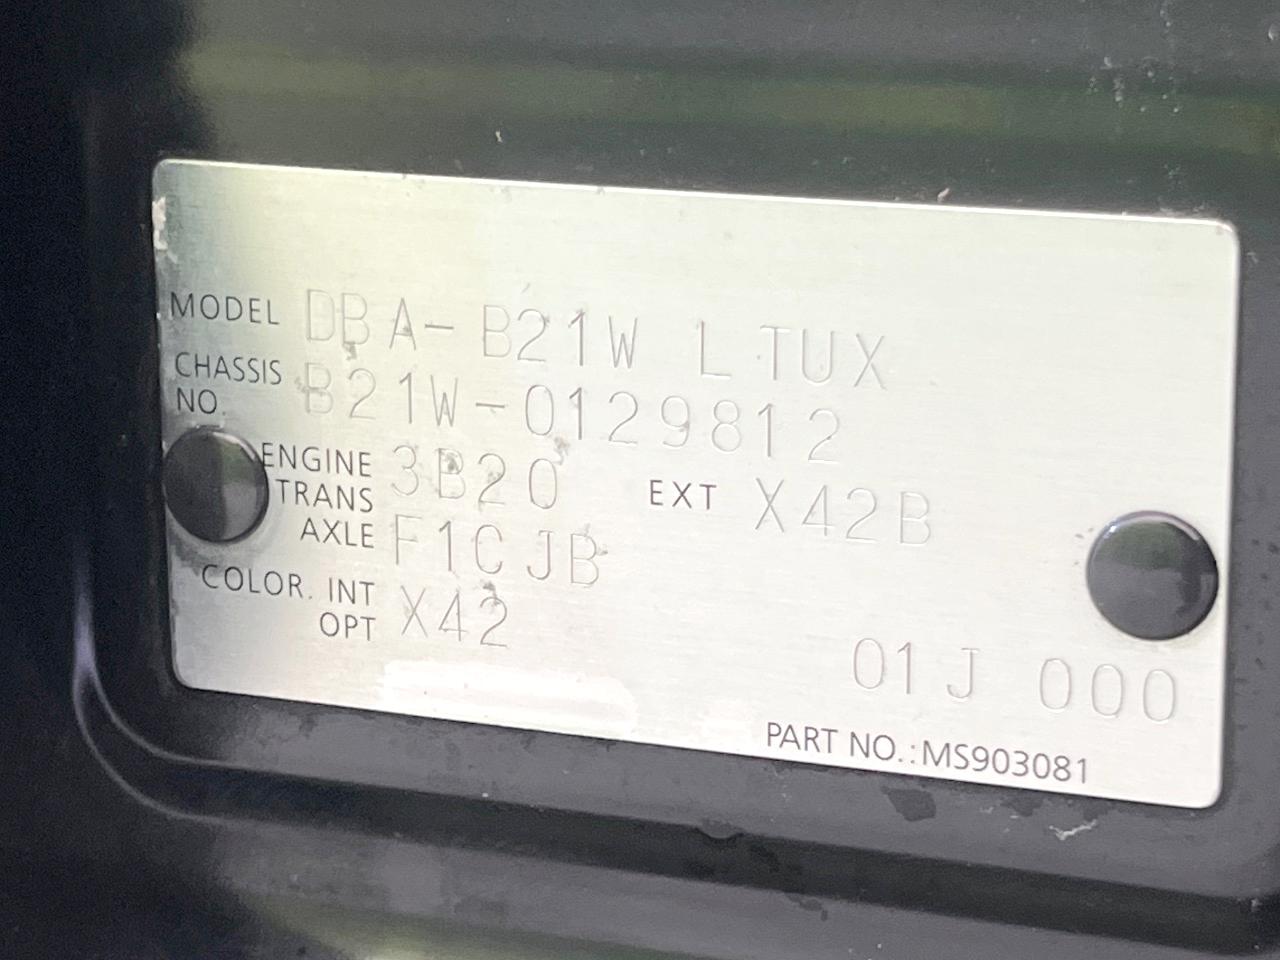 MODEL DBA-B21W LTUX
CHASSIS NO. B21W-0129812
ENGINE 3B20 EXT X42B
TRANS AXLE F1CJB
COLOR. INT OPT X42
01J 000
PART NO.:MS903081